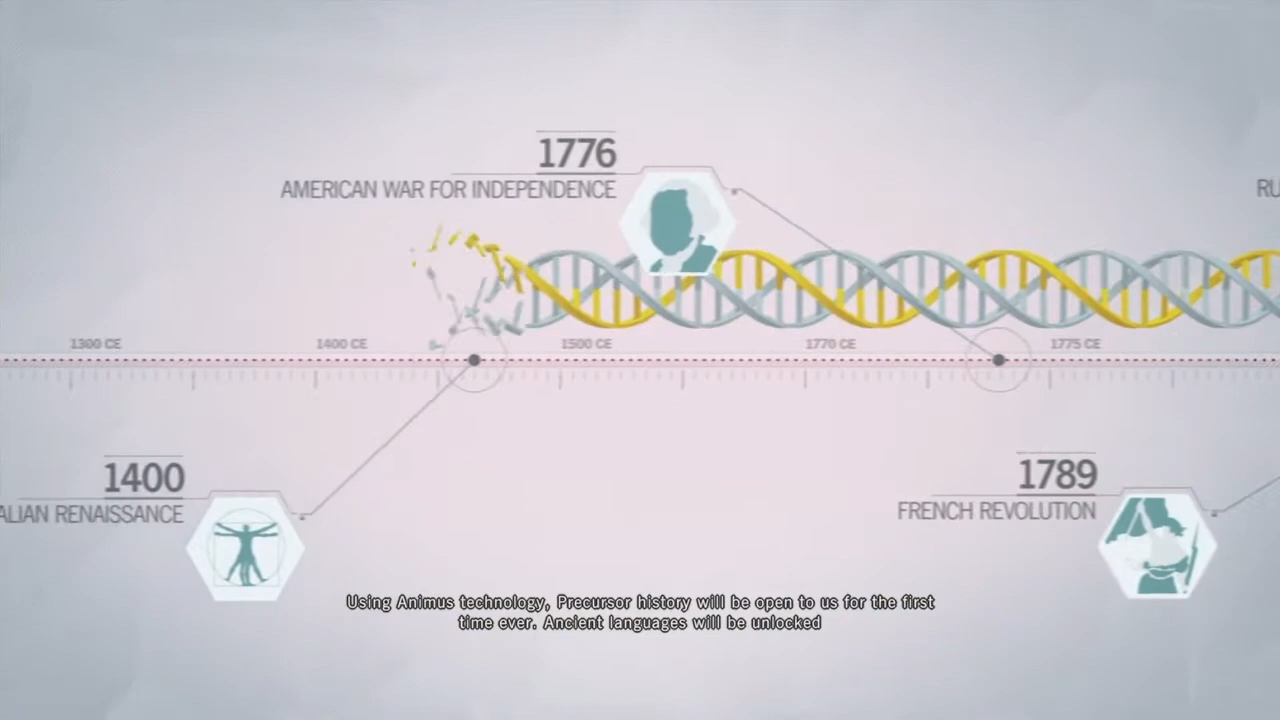 1776
AMERICAN WAR FOR INDEPENDENCE
RU
1300 CE
1400 CE
1500 CE
1770 CE
1775 CE
1400
ALIAN RENAISSANCE
1789
FRENCH REVOLUTION
Using Animus technology, Precursor history will be open to us for the first
time ever. Ancient languages will be unlocked